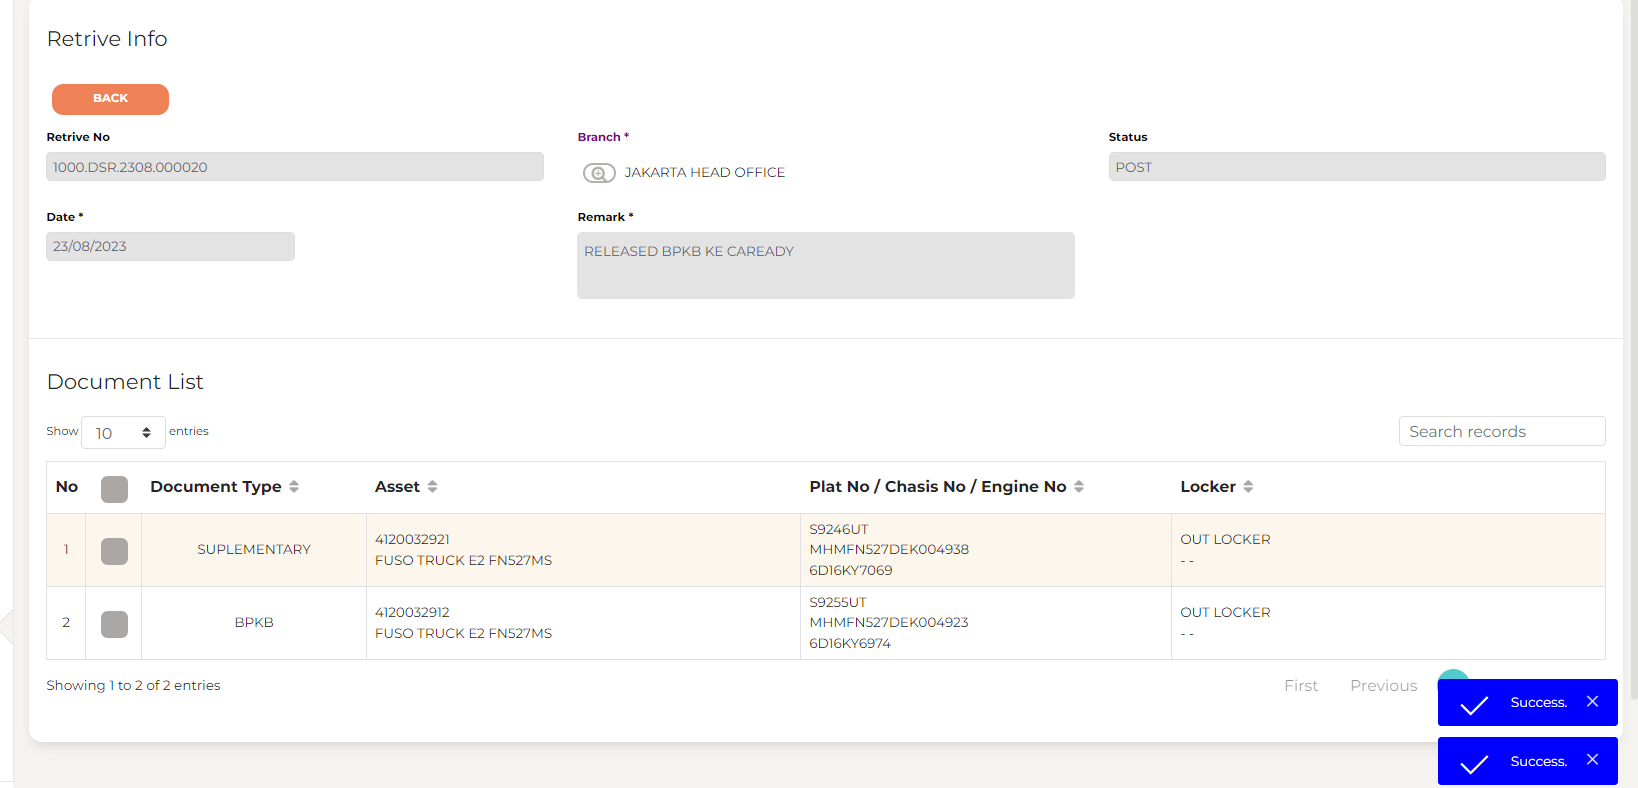 Retrive Info
BACK
Retrive No
1000.DSR.2308.000020
Branch *
JAKARTA HEAD OFFICE
Status
POST
Date *
23/08/2023
Remark *
RELEASED BPKB KE CAREADY
Document List
Show 10 entries
Search records
No Document Type Asset Plat No / Chasis No / Engine No Locker
1
SUPLEMENTARY
4120032921
FUSO TRUCK E2 FN527MS
S9246UT
MHMFN527DEK004938
6D16KY7069
OUT LOCKER
- -
2
BPKB
4120032912
FUSO TRUCK E2 FN527MS
S9255UT
MHMFN527DEK004923
6D16KY6974
OUT LOCKER
- -
Showing 1 to 2 of 2 entries
First Previous
Success.
Success.